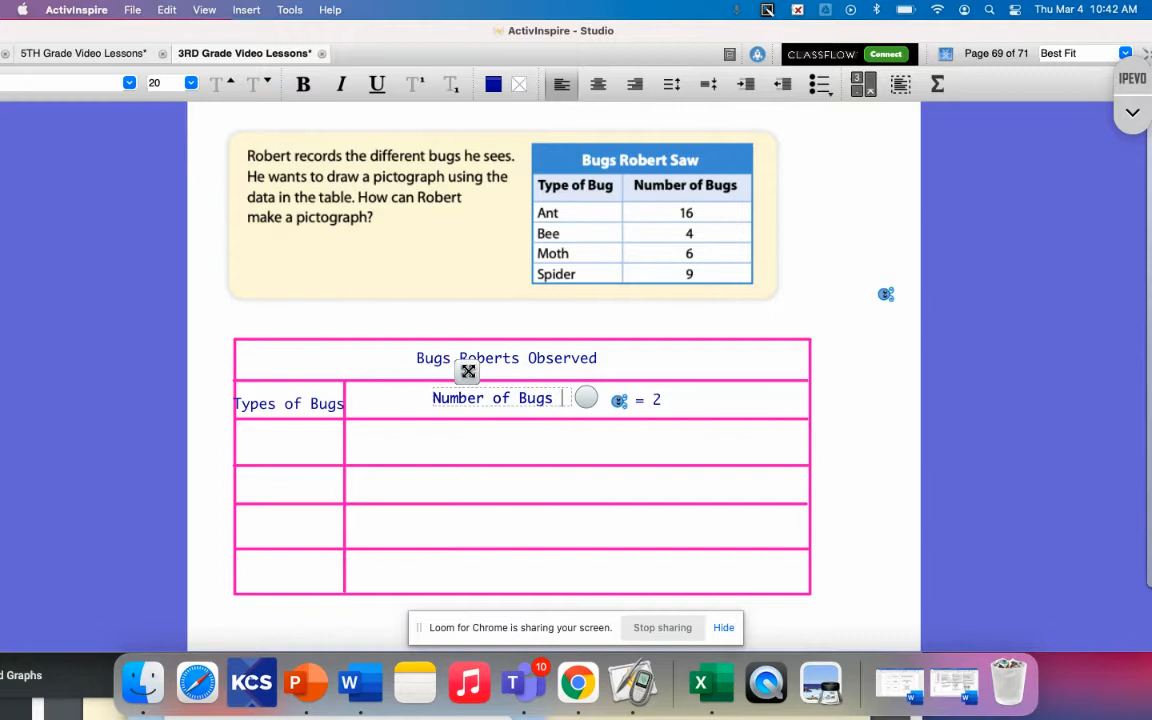 ActivInspire File Edit View Insert Tools Help Thu Mar 4 10:42 AM
ActivInspire - Studio
5TH Grade Video Lessons* 3RD Grade Video Lessons* CLASSFLOW Connect Page 69 of 71 Best Fit
20 B I U IPEVO
Robert records the different bugs he sees.
He wants to draw a pictograph using the
data in the table. How can Robert
make a pictograph?
Bugs Robert Saw
Type of Bug Number of Bugs
Ant 16
Bee 4
Moth 6
Spider 9
Bugs Roberts Observed
Types of Bugs Number of Bugs = 2
Loom for Chrome is sharing your screen. Stop sharing Hide
d Graphs
KCS
10